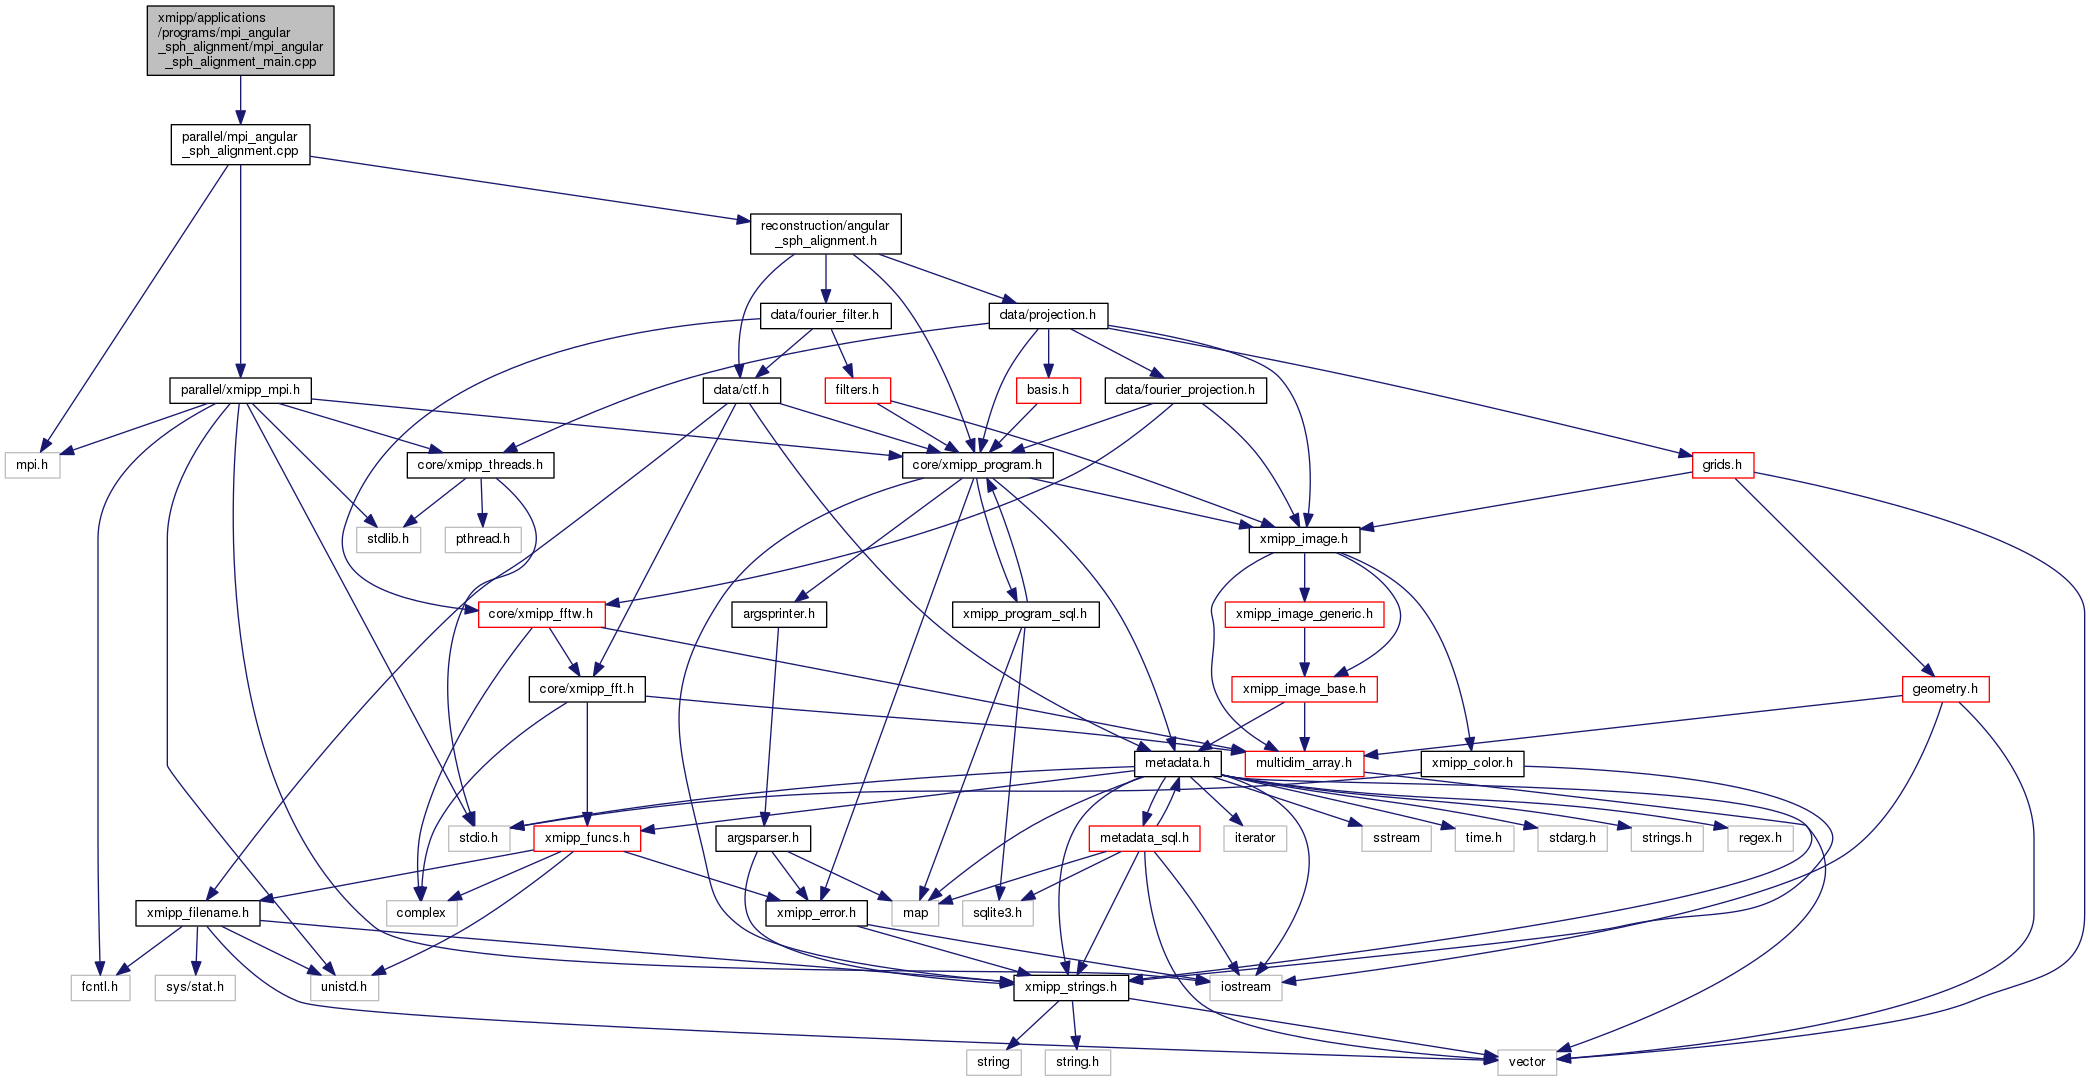 xmipp/applications
/programs/mpi_angular
_sph_alignment/mpi_angular
_sph_alignment_main.cpp
parallel/mpi_angular
_sph_alignment.cpp
reconstruction/angular
_sph_alignment.h
data/fourier_filter.h
data/projection.h
parallel/xmipp_mpi.h
data/ctf.h
filters.h
basis.h
data/fourier_projection.h
mpi.h
core/xmipp_threads.h
core/xmipp_program.h
grids.h
stdlib.h
pthread.h
xmipp_image.h
core/xmipp_fftw.h
argsprinter.h
xmipp_program_sql.h
xmipp_image_generic.h
core/xmipp_fft.h
xmipp_image_base.h
geometry.h
metadata.h
multidim_array.h
xmipp_color.h
stdio.h
xmipp_funcs.h
argsparser.h
metadata_sql.h
iterator
sstream
time.h
stdarg.h
strings.h
regex.h
xmipp_filename.h
complex
xmipp_error.h
map
sqlite3.h
fcntl.h
sys/stat.h
unistd.h
xmipp_strings.h
iostream
string
string.h
vector